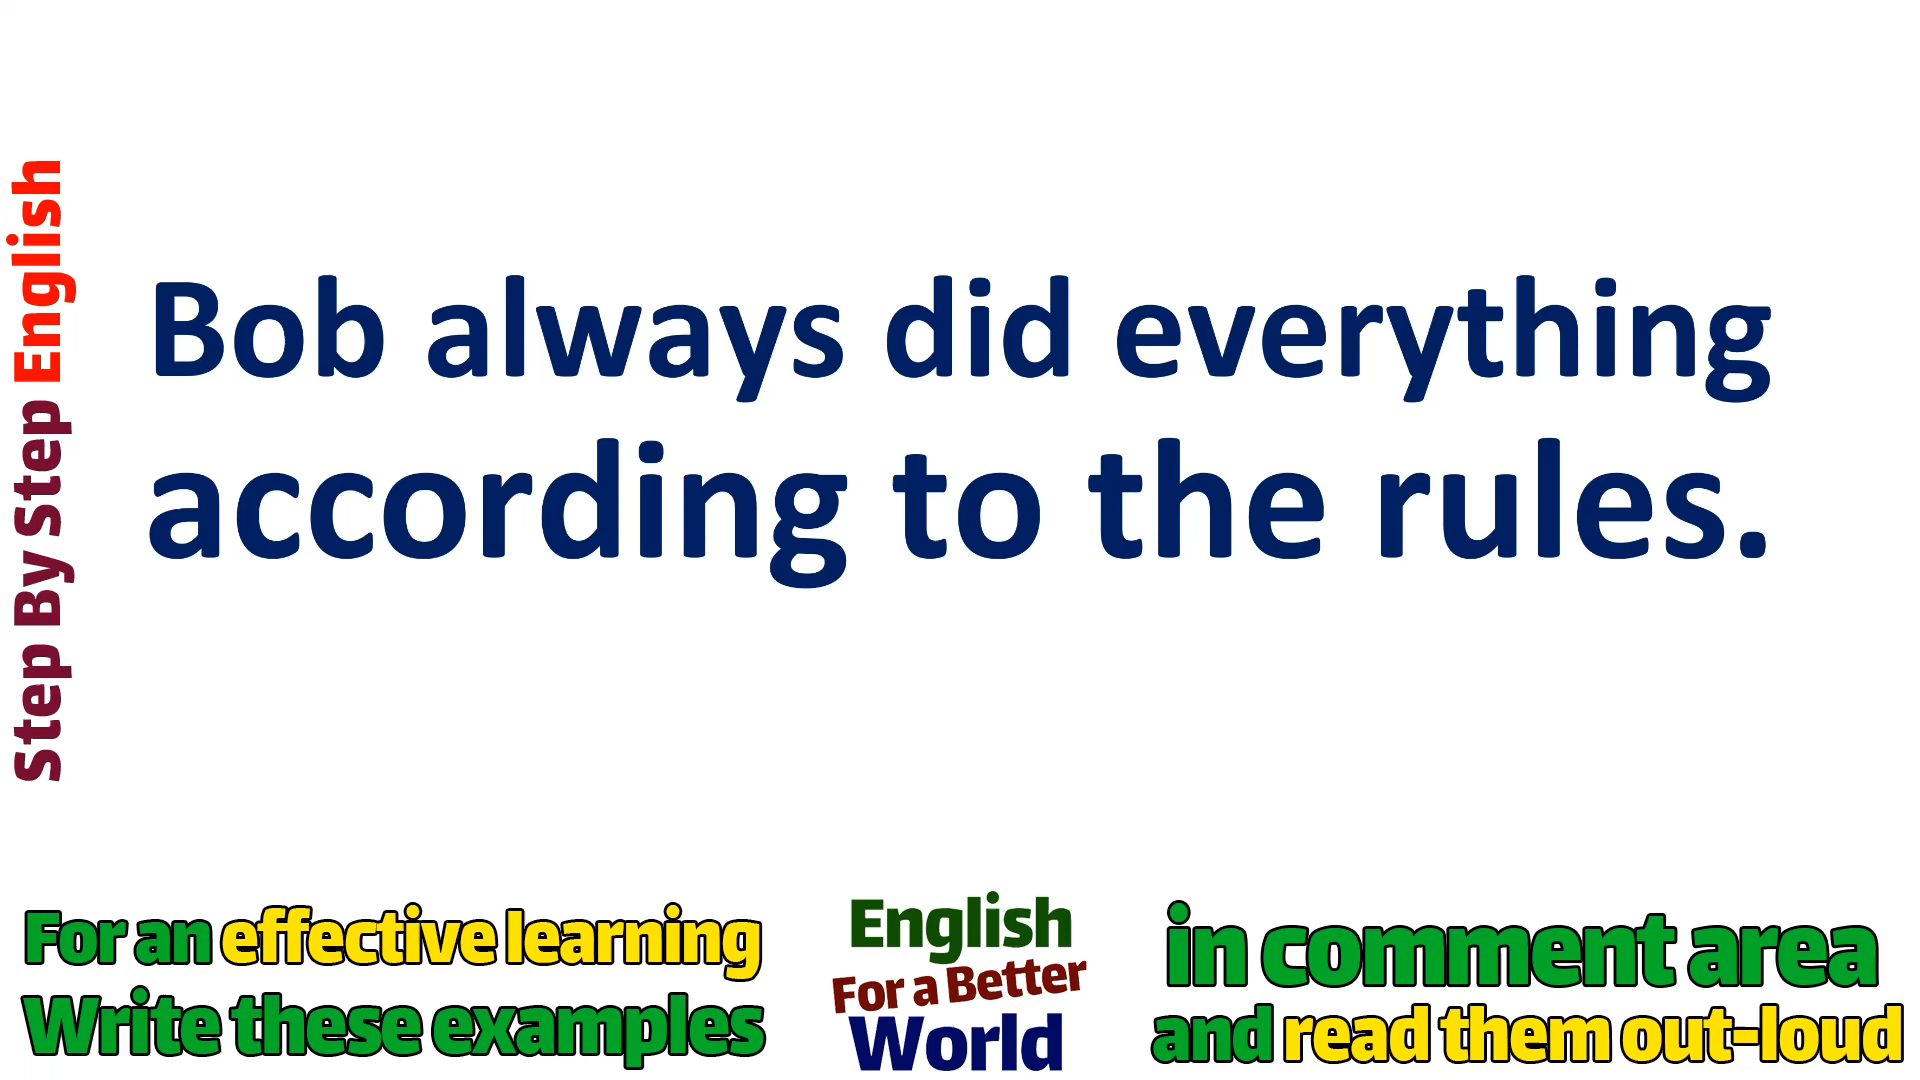 Step By Step English
Bob always did everything
according to the rules.
For an effective learning
Write these examples
English
For a Better
World
in comment area
and read them out-loud